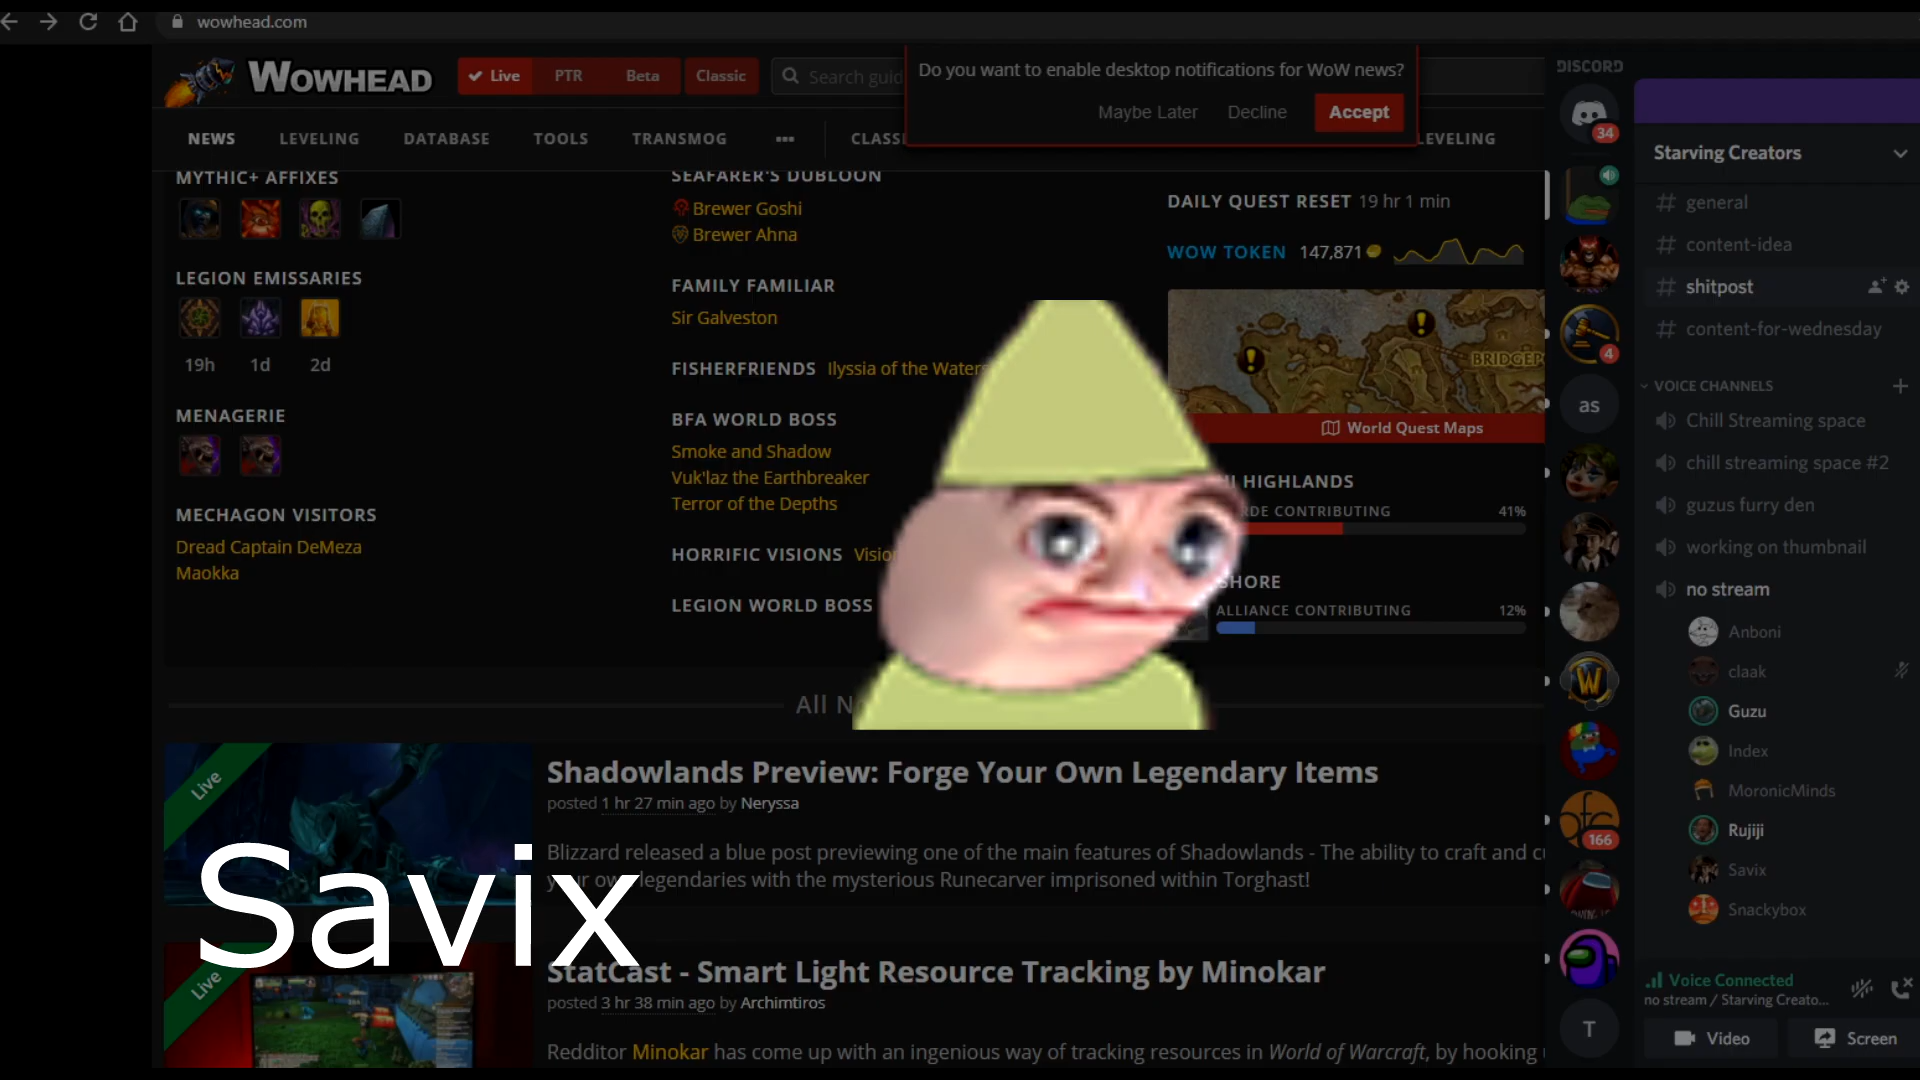 wowhead.com
WOWHEAD
Live
PTR
Beta
Classic
Search guid
Do you want to enable desktop notifications for WoW news?
Maybe Later
Decline
Accept
NEWS
LEVELING
DATABASE
TOOLS
TRANSMOG
•••
CLASS
LEVELING
MYTHIC+ AFFIXES
LEGION EMISSARIES
19h
1d
2d
MENAGERIE
MECHAGON VISITORS
Dread Captain DeMeza
Maokka
SEAFARER'S DUBLOON
Brewer Goshi
Brewer Ahna
FAMILY FAMILIAR
Sir Galveston
FISHERFRIENDS Ilyssia of the Waters
BFA WORLD BOSS
Smoke and Shadow
Vuk'laz the Earthbreaker
Terror of the Depths
HORRIFIC VISIONS Vision
LEGION WORLD BOSS
DAILY QUEST RESET 19 hr 1 min
WOW TOKEN 147,871
BRIDGEP
World Quest Maps
HIGHLANDS
RDE CONTRIBUTING 41%
SHORE
ALLIANCE CONTRIBUTING 12%
All N
Live
Shadowlands Preview: Forge Your Own Legendary Items
posted 1 hr 27 min ago by Neryssa
Blizzard released a blue post previewing one of the main features of Shadowlands - The ability to craft and cu
your own legendaries with the mysterious Runecarver imprisoned within Torghast!
Savix
Live
StatCast - Smart Light Resource Tracking by Minokar
posted 3 hr 38 min ago by Archimtiros
Redditor Minokar has come up with an ingenious way of tracking resources in World of Warcraft, by hooking
DISCORD
34
4
as
166
T
Starving Creators
# general
# content-idea
# shitpost
# content-for-wednesday
VOICE CHANNELS
Chill Streaming space
chill streaming space #2
guzus furry den
working on thumbnail
no stream
Anboni
claak
Guzu
Index
MoronicMinds
Rujiji
Savix
Snackybox
Voice Connected
no stream / Starving Creato...
Video
Screen